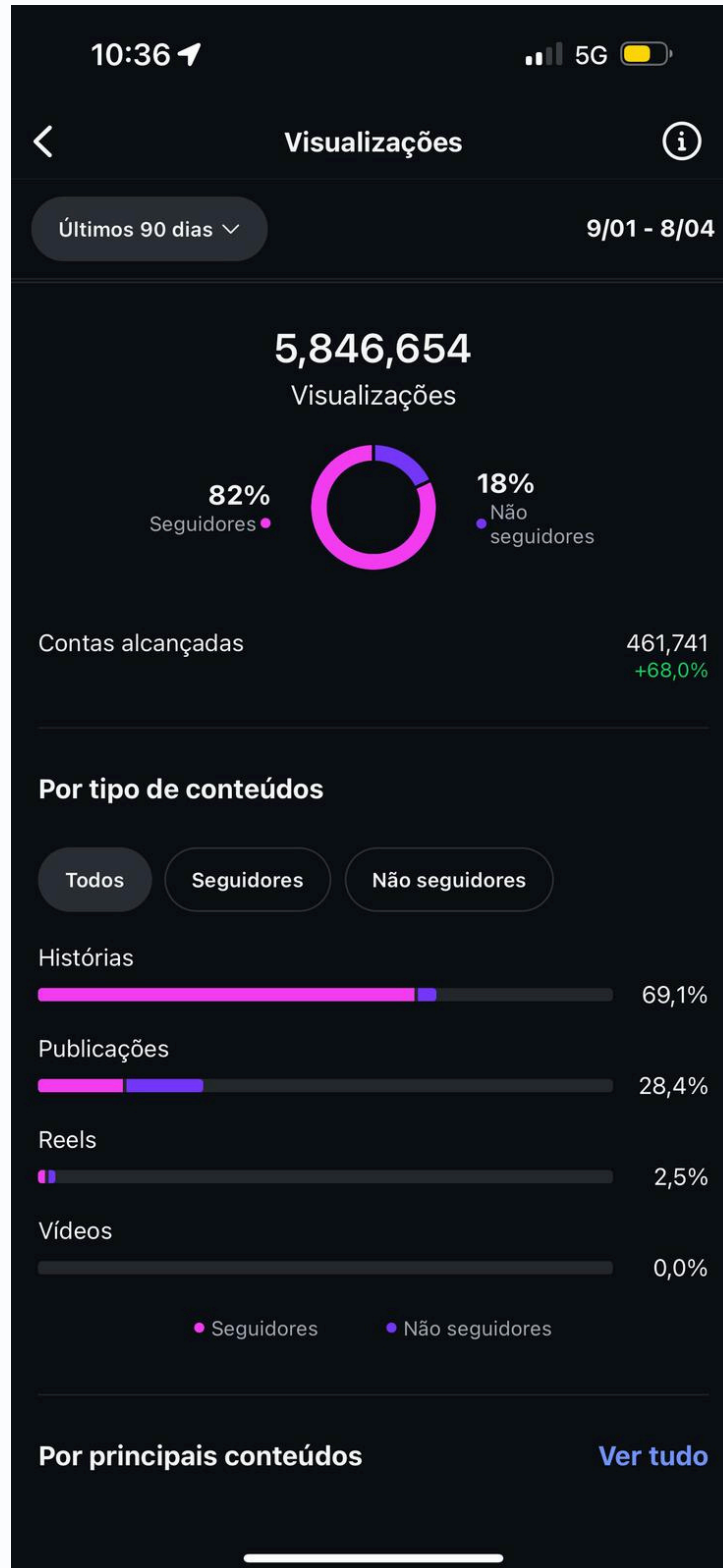 10:36
5G
Visualizações
Últimos 90 dias
9/01 - 8/04
5,846,654
Visualizações
82%
Seguidores
18%
Não
seguidores
Contas alcançadas
461,741
+68,0%
Por tipo de conteúdos
Todos
Seguidores
Não seguidores
Histórias
69,1%
Publicações
28,4%
Reels
2,5%
Vídeos
0,0%
Seguidores
Não seguidores
Por principais conteúdos
Ver tudo